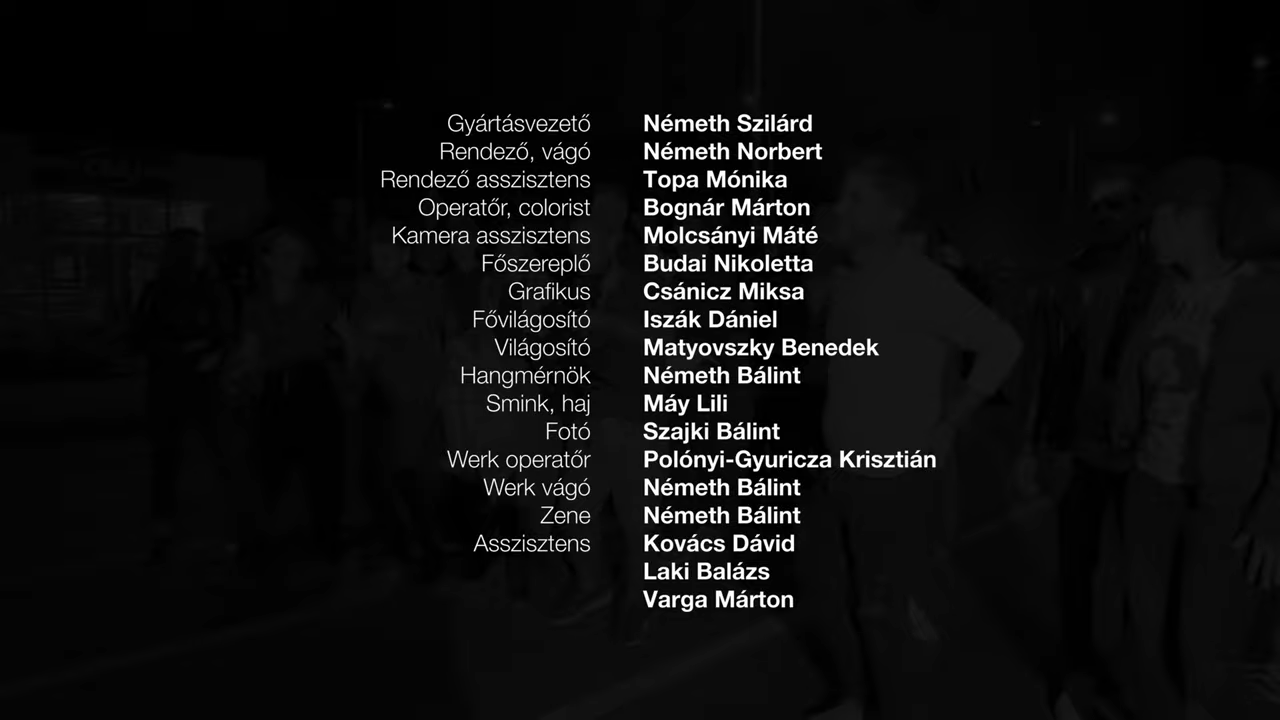 Gyártásvezető Németh Szilárd
Rendező, vágó Németh Norbert
Rendező asszisztens Topa Mónika
Operatőr, colorist Bognár Márton
Kamera asszisztens Molcsányi Máté
Főszereplő Budai Nikoletta
Grafikus Csánicz Miksa
Fővilágosító Iszák Dániel
Világosító Matyovszky Benedek
Hangmérnök Németh Bálint
Smink, haj Máy Lili
Fotó Szajki Bálint
Werk operatőr Polónyi-Gyuricza Krisztián
Werk vágó Németh Bálint
Zene Németh Bálint
Asszisztens Kovács Dávid
Laki Balázs
Varga Márton